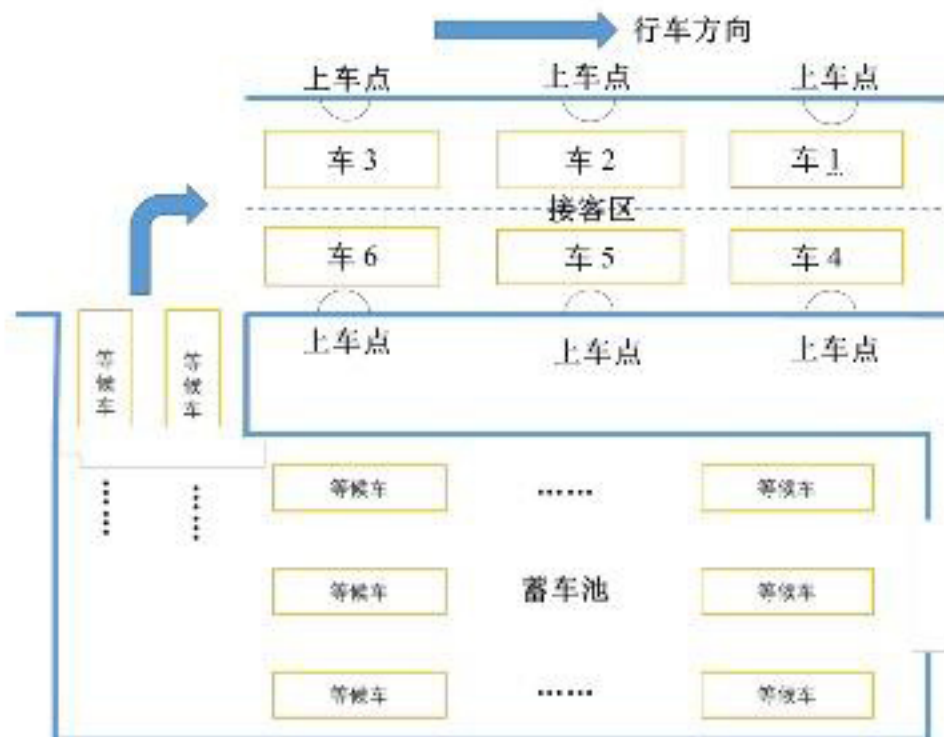 行车方向
上车点 上车点 上车点
车 3 车 2 车 1
接客区
车 6 车 5 车 4
上车点 上车点 上车点
等候车 等候车
等候车 ...... 等候车
...... ......
等候车 蓄车池 等候车
等候车 ...... 等候车